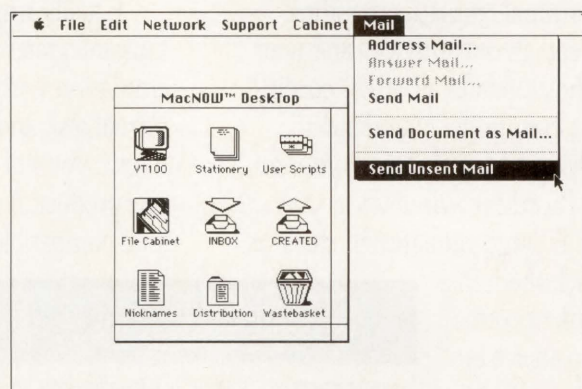 File Edit Network Support Cabinet Mail
Address Mail...
Answer Mail...
Forward Mail...
Send Mail
Send Document as Mail...
Send Unsent Mail
MacNOW™ DeskTop
VT100 Stationery User Scripts
File Cabinet INBOX CREATED
Nicknames Distribution Wastebasket